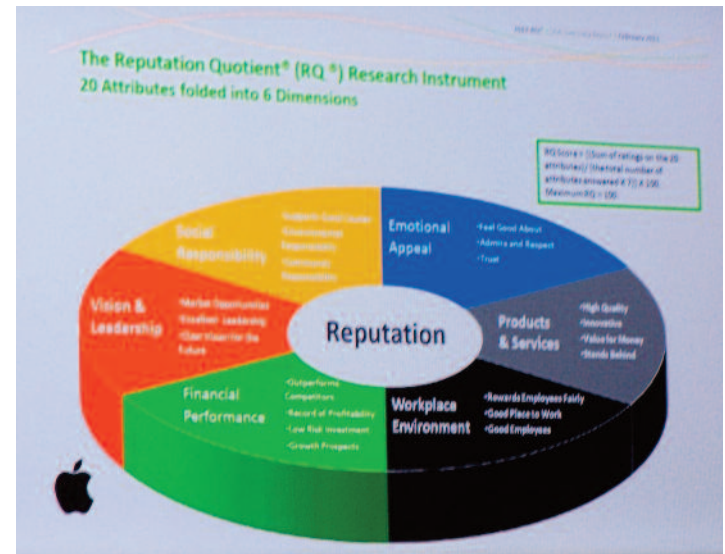 The Reputation Quotient® (RQ ®) Research Instrument
20 Attributes folded into 6 Dimensions
RQ Score = [(Sum of ratings on the 20
attributes)/ (the total number of
attributes answered X 7)] X 100
Maximum RQ = 100.
Social
Responsibility
•Supports Good Causes
•Environmental
Responsibility
•Community
Responsibility
Emotional
Appeal
•Feel Good About
•Admire and Respect
•Trust
Vision &
Leadership
•Market Opportunities
•Excellent Leadership
•Clear Vision for the
Future
Reputation
Products
& Services
•High Quality
•Innovative
•Value for Money
•Stands Behind
Financial
Performance
•Outperforms
Competitors
•Record of Profitability
•Low Risk Investment
•Growth Prospects
Workplace
Environment
•Rewards Employees Fairly
•Good Place to Work
•Good Employees